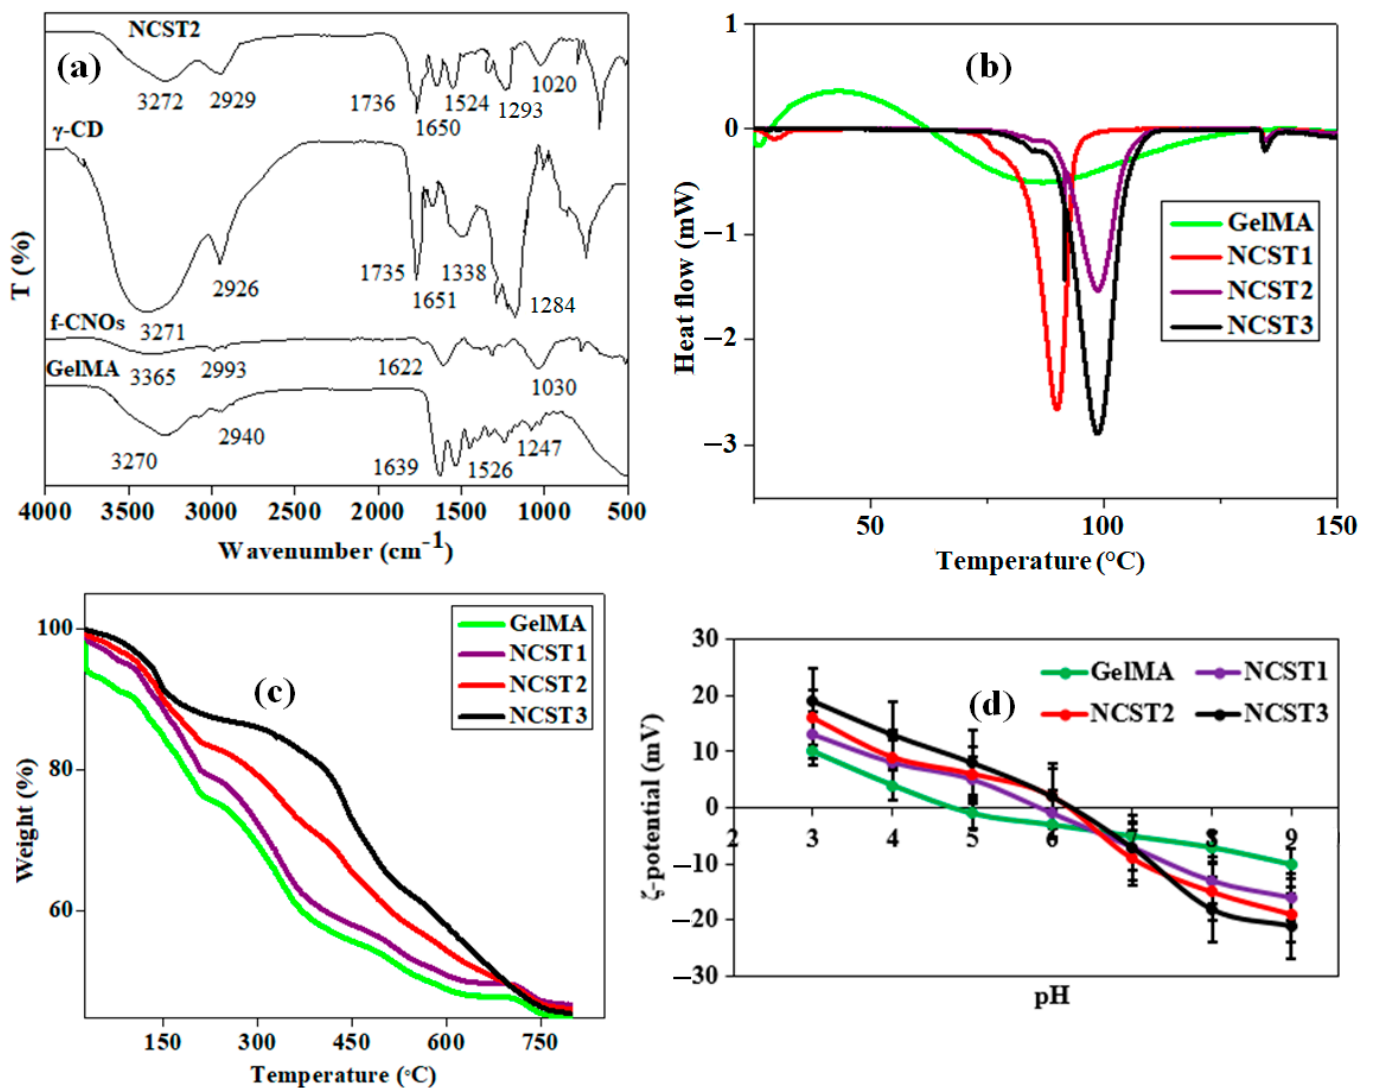 NCST2
(a)
3272 2929 1736 1650 1524 1293 1020
γ-CD
3271 2926 1735 1651 1338 1284
f-CNOs
3365 2993 1622 1030
GelMA
3270 2940 1639 1526 1247
T (%)
4000 3500 3000 2500 2000 1500 1000 500
Wavenumber (cm⁻¹)
(b)
1
0
−1
−2
−3
Heat flow (mW)
GelMA
NCST1
NCST2
NCST3
50 100 150
Temperature (°C)
(c)
100
80
60
Weight (%)
GelMA
NCST1
NCST2
NCST3
150 300 450 600 750
Temperature (◦C)
(d)
30
20
10
0
−10
−20
−30
ζ-potential (mV)
GelMA NCST1
NCST2 NCST3
2 3 4 5 6 8 9
pH